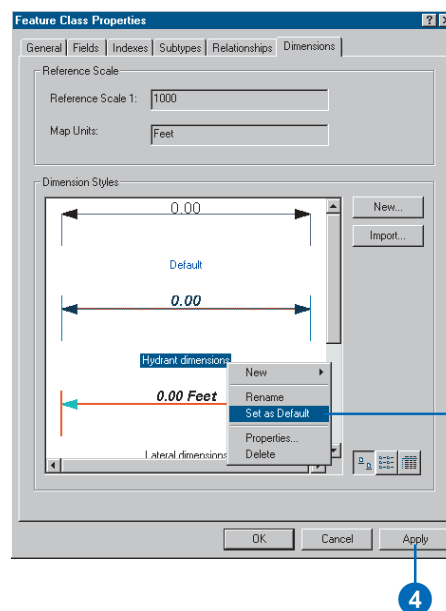 Feature Class Properties
General Fields Indexes Subtypes Relationships Dimensions
Reference Scale
Reference Scale 1: 1000
Map Units: Feet
Dimension Styles
0.00
Default
0.00
Hydrant dimensions
0.00 Feet
Lateral dimensions
New...
Import...
New
Rename
Set as Default
Properties...
Delete
OK Cancel Apply
4